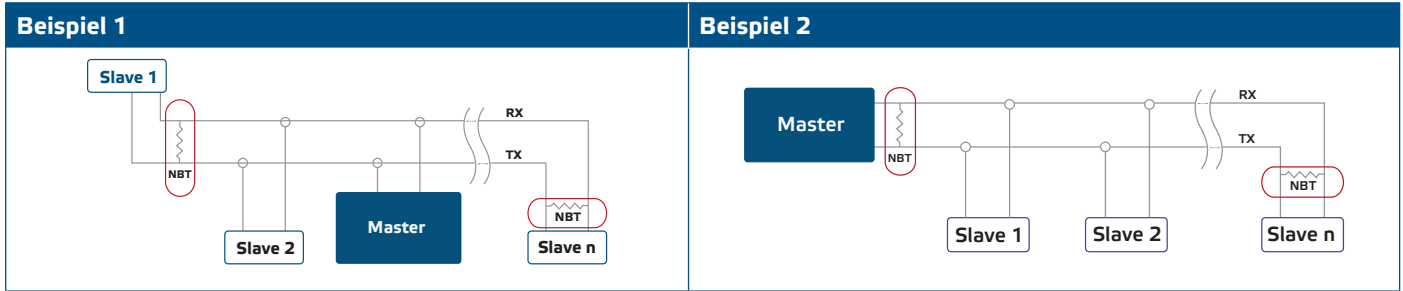 Beispiel 1
Slave 1
RX
TX
NBT
NBT
Master
Slave 2
Slave n
Beispiel 2
RX
Master
TX
NBT
NBT
Slave 1
Slave 2
Slave n